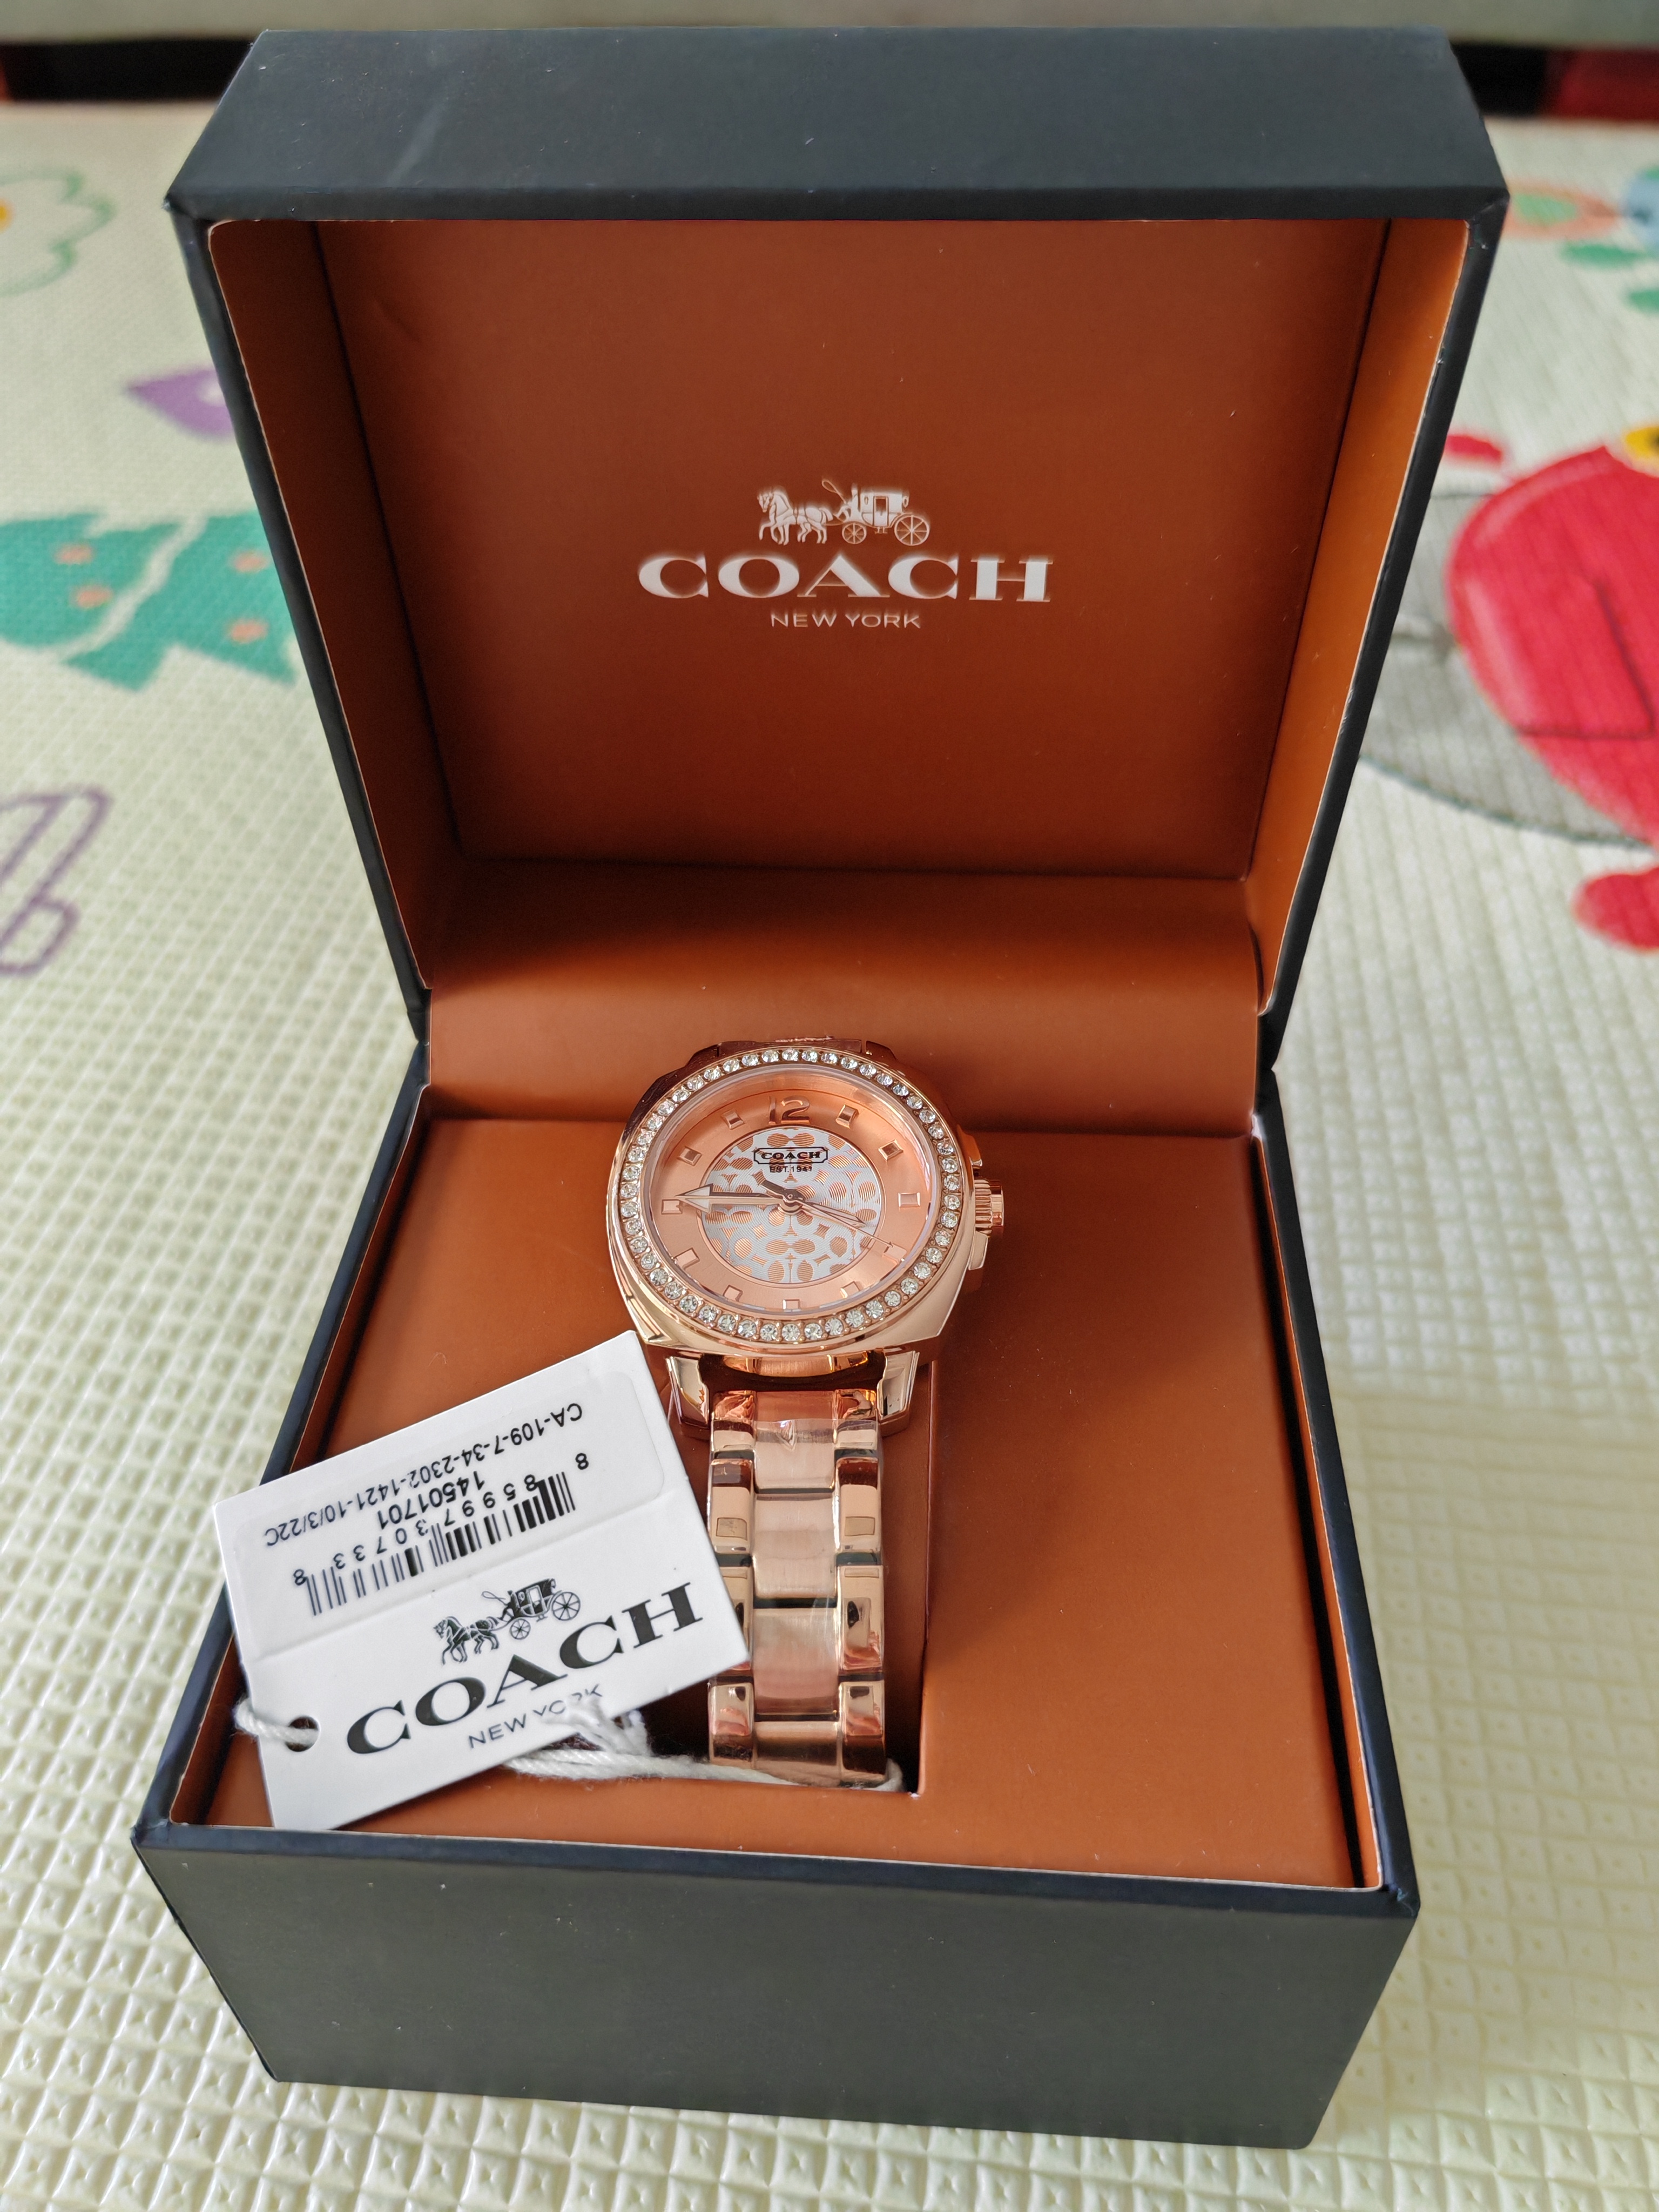 COACH
NEW YORK
12
COACH
EST.1941
CA-109-7-34-2302-1421-10/3/22C
14501701
8 85997 30733 8
COACH
NEW YORK